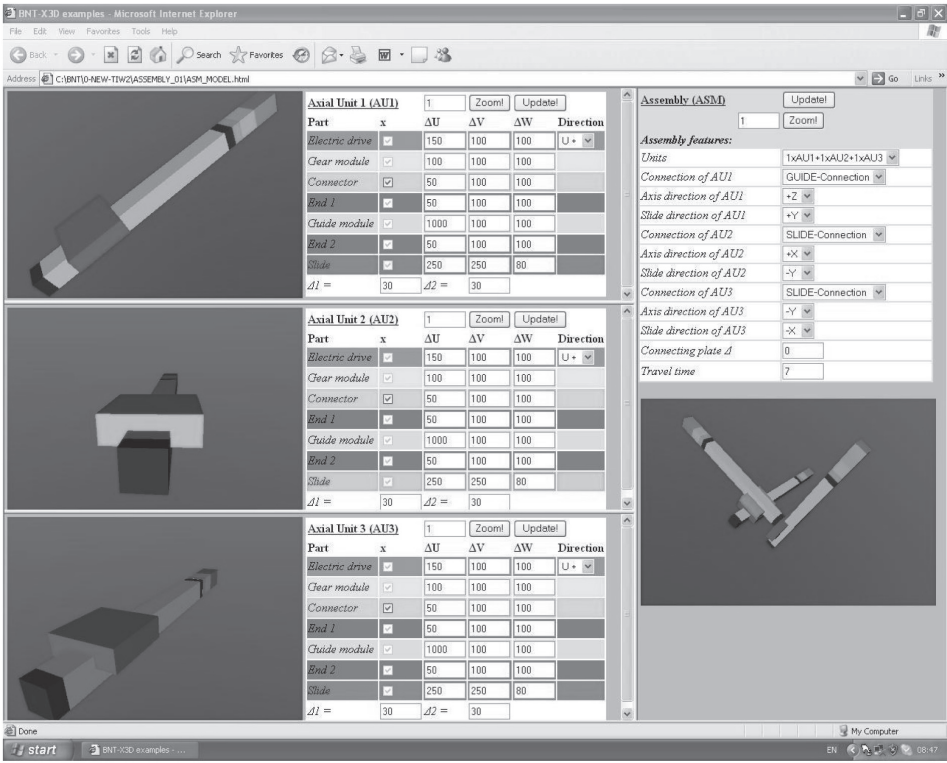 BNT-X3D examples - Microsoft Internet Explorer
File Edit View Favorites Tools Help
Back Search Favorites
Address C:\BNT\0-NEW-TIW2\ASSEMBLY_01\ASM_MODEL.html Go Links »
Axial Unit 1 (AU1) 1 Zoom! Update!
Part x ΔU ΔV ΔW Direction
Electric drive 150 100 100 U +
Gear module 100 100 100
Connector 50 100 100
End 1 50 100 100
Guide module 1000 100 100
End 2 50 100 100
Slide 250 250 80
Δ1 = 30 Δ2 = 30
Axial Unit 2 (AU2) 1 Zoom! Update!
Part x ΔU ΔV ΔW Direction
Electric drive 150 100 100 U +
Gear module 100 100 100
Connector 50 100 100
End 1 50 100 100
Guide module 1000 100 100
End 2 50 100 100
Slide 250 250 80
Δ1 = 30 Δ2 = 30
Axial Unit 3 (AU3) 1 Zoom! Update!
Part x ΔU ΔV ΔW Direction
Electric drive 150 100 100 U +
Gear module 100 100 100
Connector 50 100 100
End 1 50 100 100
Guide module 1000 100 100
End 2 50 100 100
Slide 250 250 80
Δ1 = 30 Δ2 = 30
Assembly (ASM) Update!
1 Zoom!
Assembly features:
Units 1xAU1+1xAU2+1xAU3
Connection of AU1 GUIDE-Connection
Axis direction of AU1 +Z
Slide direction of AU1 +Y
Connection of AU2 SLIDE-Connection
Axis direction of AU2 +X
Slide direction of AU2 -Y
Connection of AU3 SLIDE-Connection
Axis direction of AU3 -Y
Slide direction of AU3 -X
Connecting plate Δ 0
Travel time 7
Done My Computer
start BNT-X3D examples - ... EN 08:47